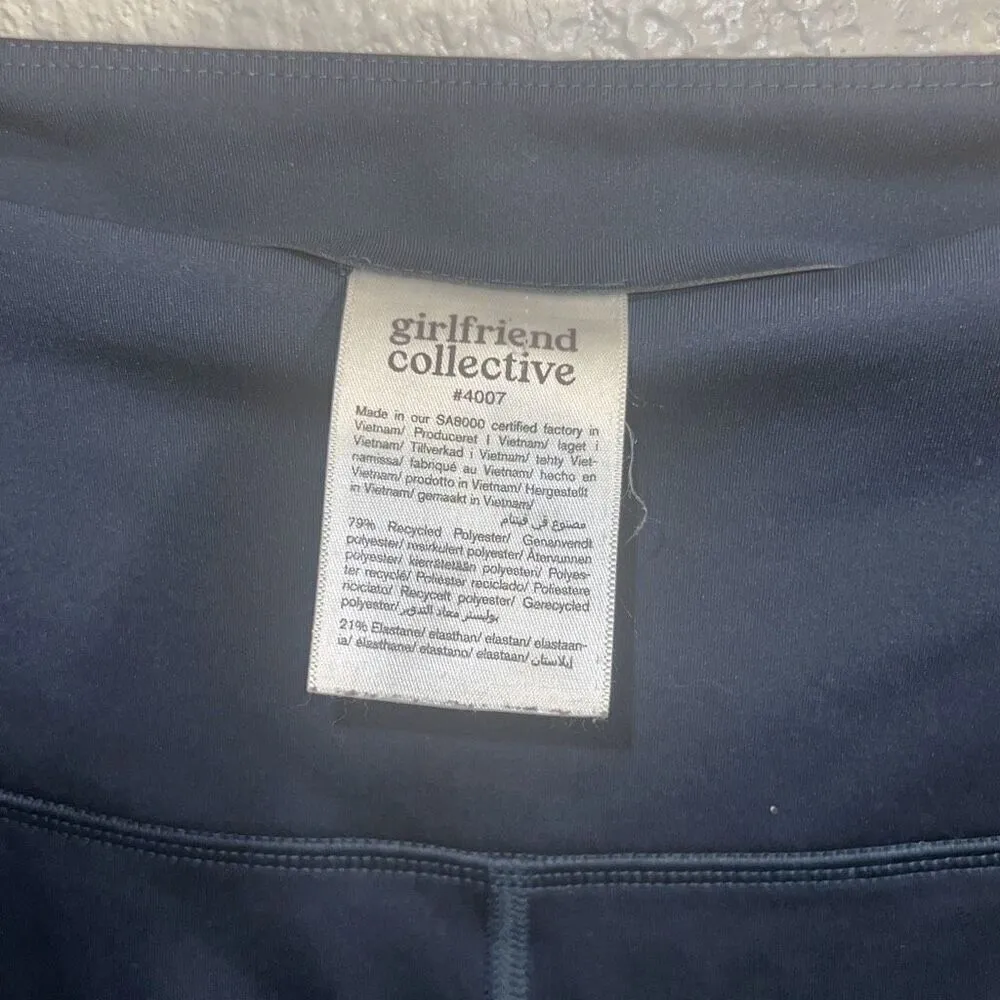 girlfriend
collective
#4007
Made in our SA8000 certified factory in
Vietnam/ Produceret i Vietnam/ laget i
Vietnam/ Tillverkad i Vietnam/ tehty Viet-
namissa/ fabriqué au Vietnam/ hecho en
Vietnam/ prodotto in Vietnam/ Hergestellt
in Vietnam/ gemaakt in Vietnam/
مصنوع في فيتنام
79% Recycled Polyester/ Genanvendt
polyester/ resirkulert polyester/ Återvunnen
polyester/ kierrätetään polyesteri/ Polyes-
ter recyclé/ Poliéster reciclado/ Poliestere
riciclato/ Recycelt polyester/ Gerecycled
polyester/ بوليستر معاد التدوير
21% Elastane/ elasthan/ elastan/ elastaan-
ia/ élasthane/ elastano/ elastaan/ إيلاستان